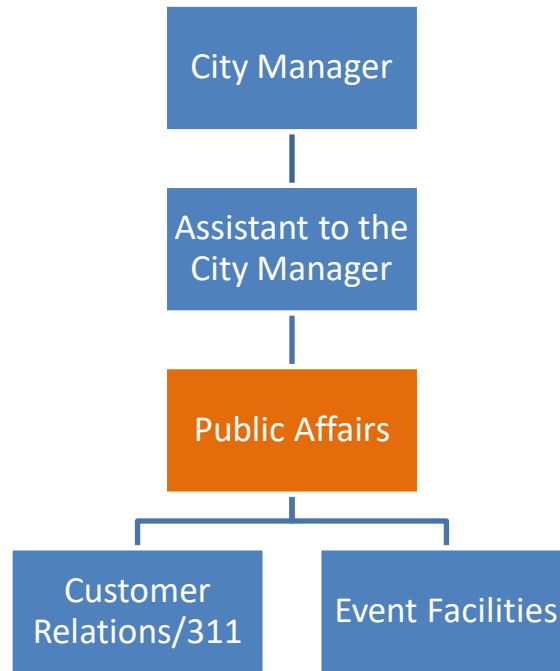 City Manager
Assistant to the
City Manager
Public Affairs
Customer
Relations/311
Event Facilities